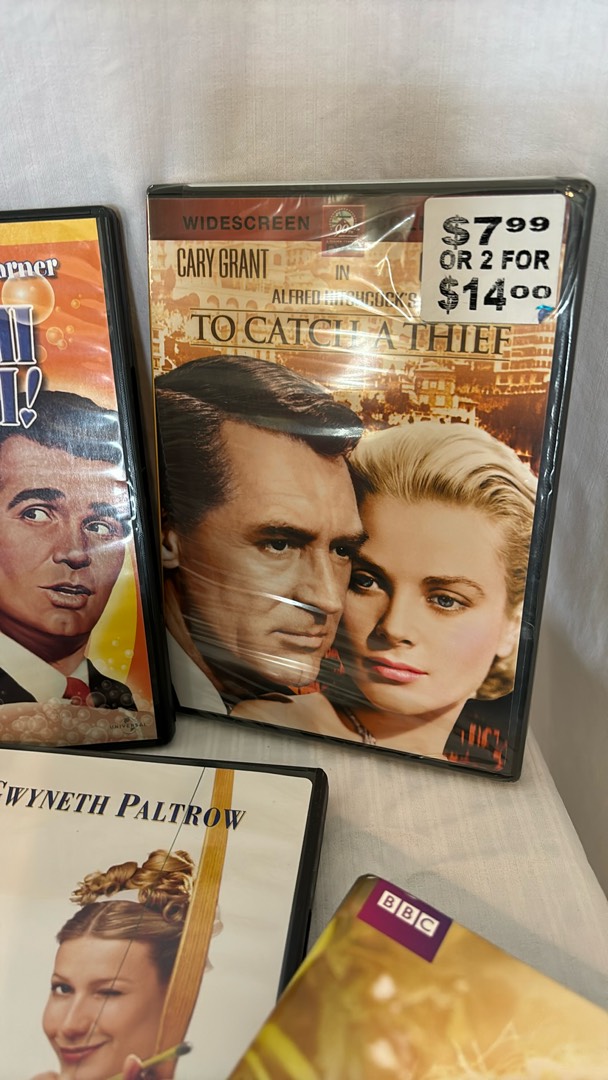 WIDESCREEN
$7.99
OR 2 FOR
$14.00
CARY GRANT
IN
ALFRED HITCHCOCK'S
TO CATCH A THIEF
UNIVERSAL
GWYNETH PALTROW
BBC